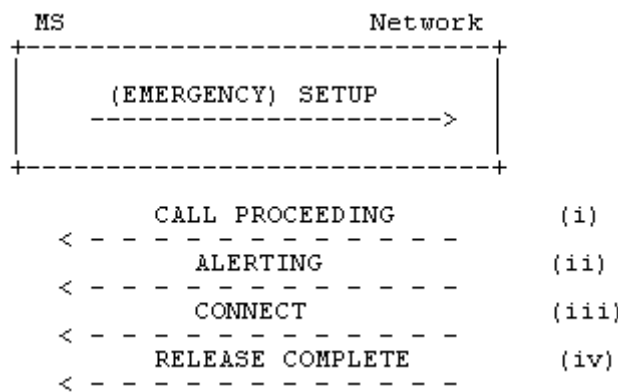 MS Network
(EMERGENCY) SETUP
CALL PROCEEDING (i)
ALERTING (ii)
CONNECT (iii)
RELEASE COMPLETE (iv)